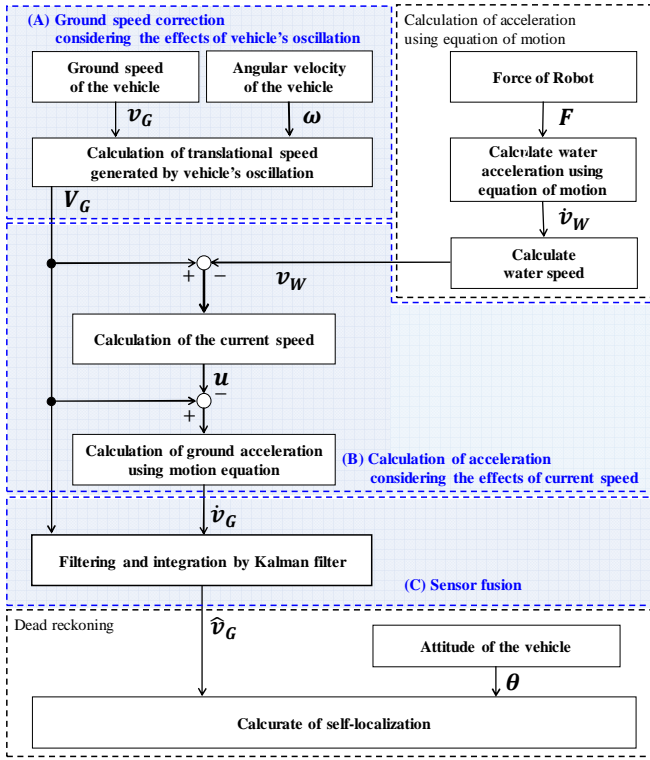 (A) Ground speed correction
considering the effects of vehicle's oscillation
Calculation of acceleration
using equation of motion
Ground speed
of the vehicle
Angular velocity
of the vehicle
Force of Robot
v_G
ω
F
Calculation of translational speed
generated by vehicle's oscillation
Calculate water
acceleration using
equation of motion
V_G
v̇_W
Calculate
water speed
+ −
v_W
Calculation of the current speed
u
−
+
Calculation of ground acceleration
using motion equation
(B) Calculation of acceleration
considering the effects of current speed
v̇_G
Filtering and integration by Kalman filter
(C) Sensor fusion
Dead reckoning
v̂_G
Attitude of the vehicle
θ
Calcurate of self-localization